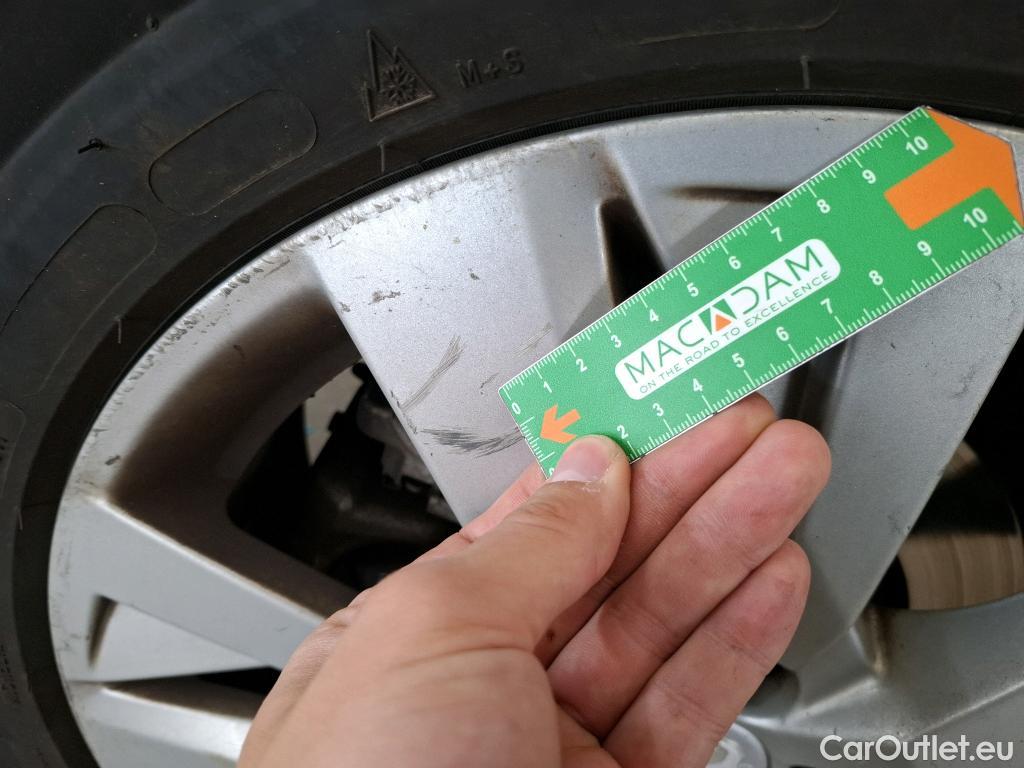 M+S
0 1 2 3 4 5 6 7 8 9 10
MACADAM
ON THE ROAD TO EXCELLENCE
2 3 4 5 6 7 8 9 10
CarOutlet.eu